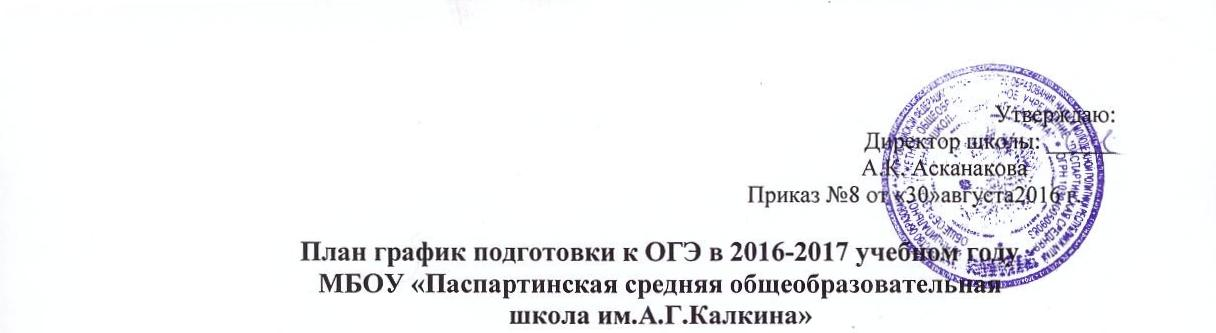 Утверждаю:
Директор школы: ______
А.К. Асканакова
Приказ №8 от «30»августа2016 г.
План график подготовки к ОГЭ в 2016-2017 учебном году
МБОУ «Паспартинская средняя общеобразовательная
школа им.А.Г.Калкина»